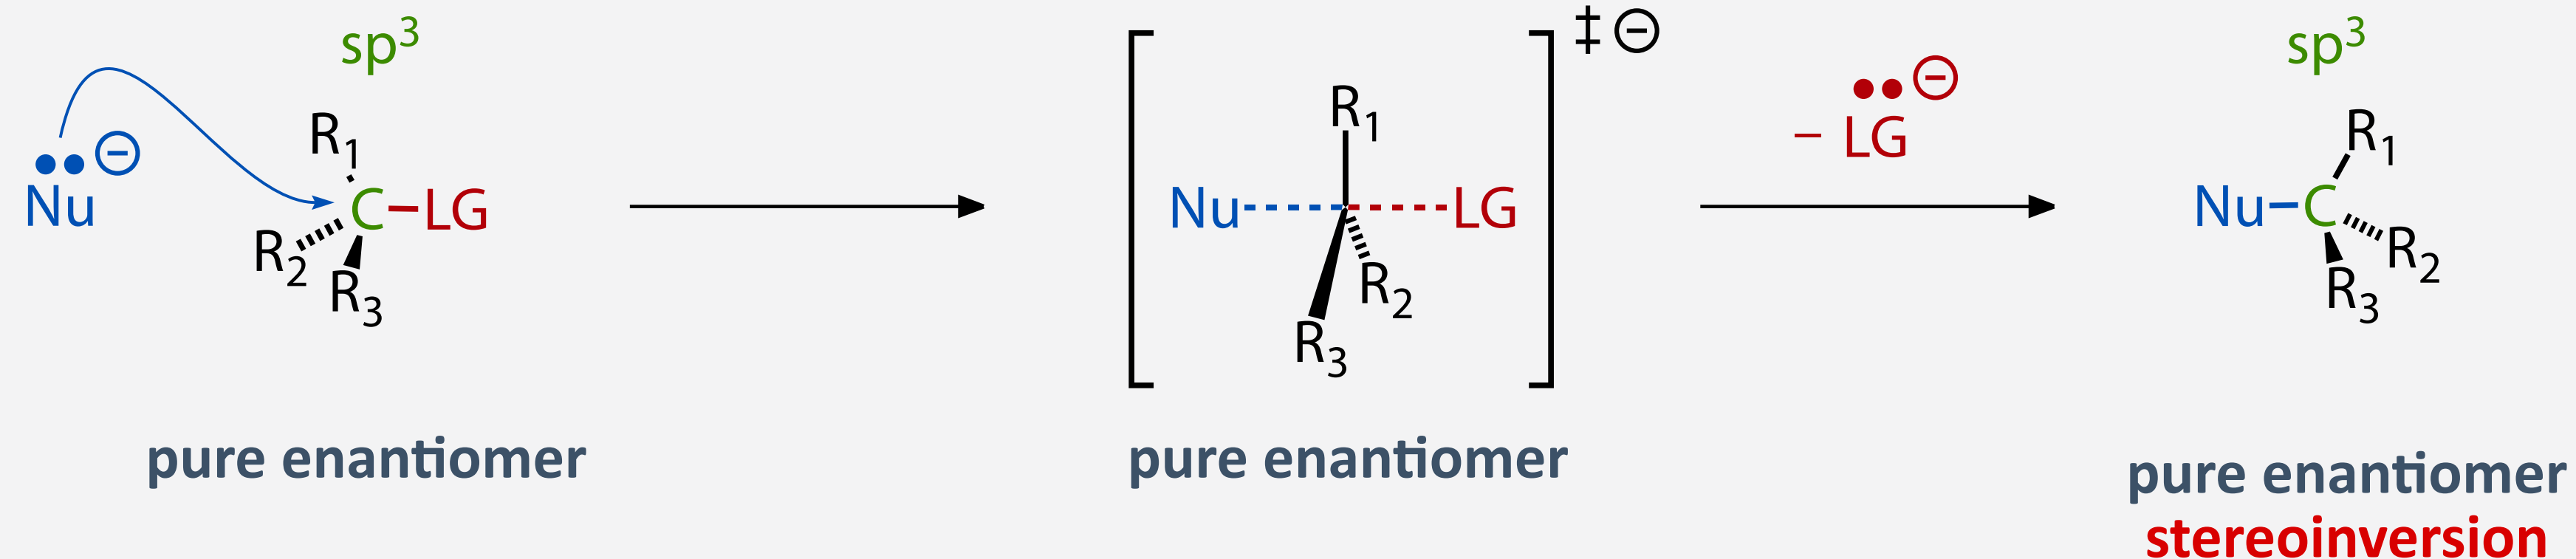 sp³
R₁
Nu ⊖
C–LG
R₂
R₃
‡ ⊖
R₁
Nu
LG
R₂
R₃
⊖
– LG
sp³
R₁
Nu–C
R₂
R₃
pure enantiomer
pure enantiomer
pure enantiomer
stereoinversion